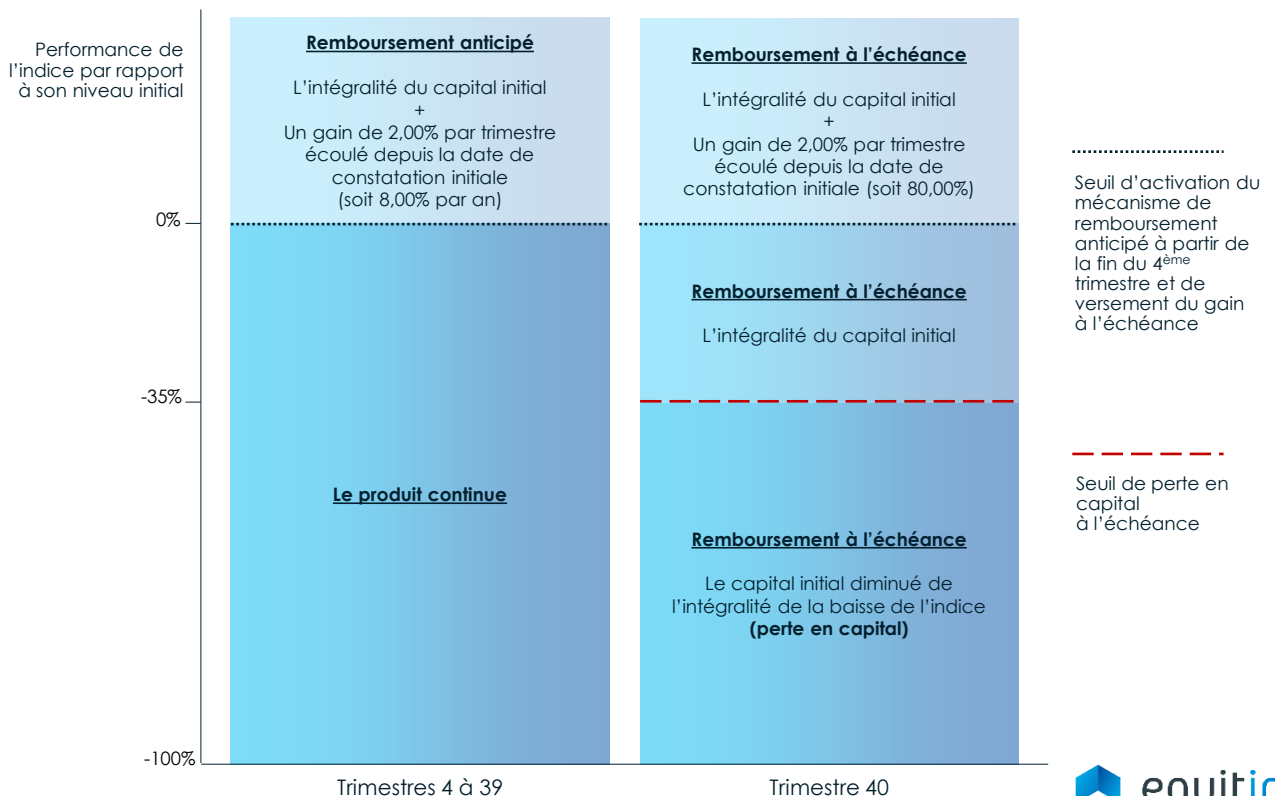 Performance de
l'indice par rapport
à son niveau initial
0%
-35%
-100%
Remboursement anticipé
L'intégralité du capital initial
+
Un gain de 2,00% par trimestre
écoulé depuis la date de
constatation initiale
(soit 8,00% par an)
Le produit continue
Trimestres 4 à 39
Remboursement à l'échéance
L'intégralité du capital initial
+
Un gain de 2,00% par trimestre
écoulé depuis la date de
constatation initiale (soit 80,00%)
Remboursement à l'échéance
L'intégralité du capital initial
Remboursement à l'échéance
Le capital initial diminué de
l'intégralité de la baisse de l'indice
(perte en capital)
Trimestre 40
Seuil d'activation du
mécanisme de
remboursement
anticipé à partir de
la fin du 4ème
trimestre et de
versement du gain
à l'échéance
Seuil de perte en
capital
à l'échéance